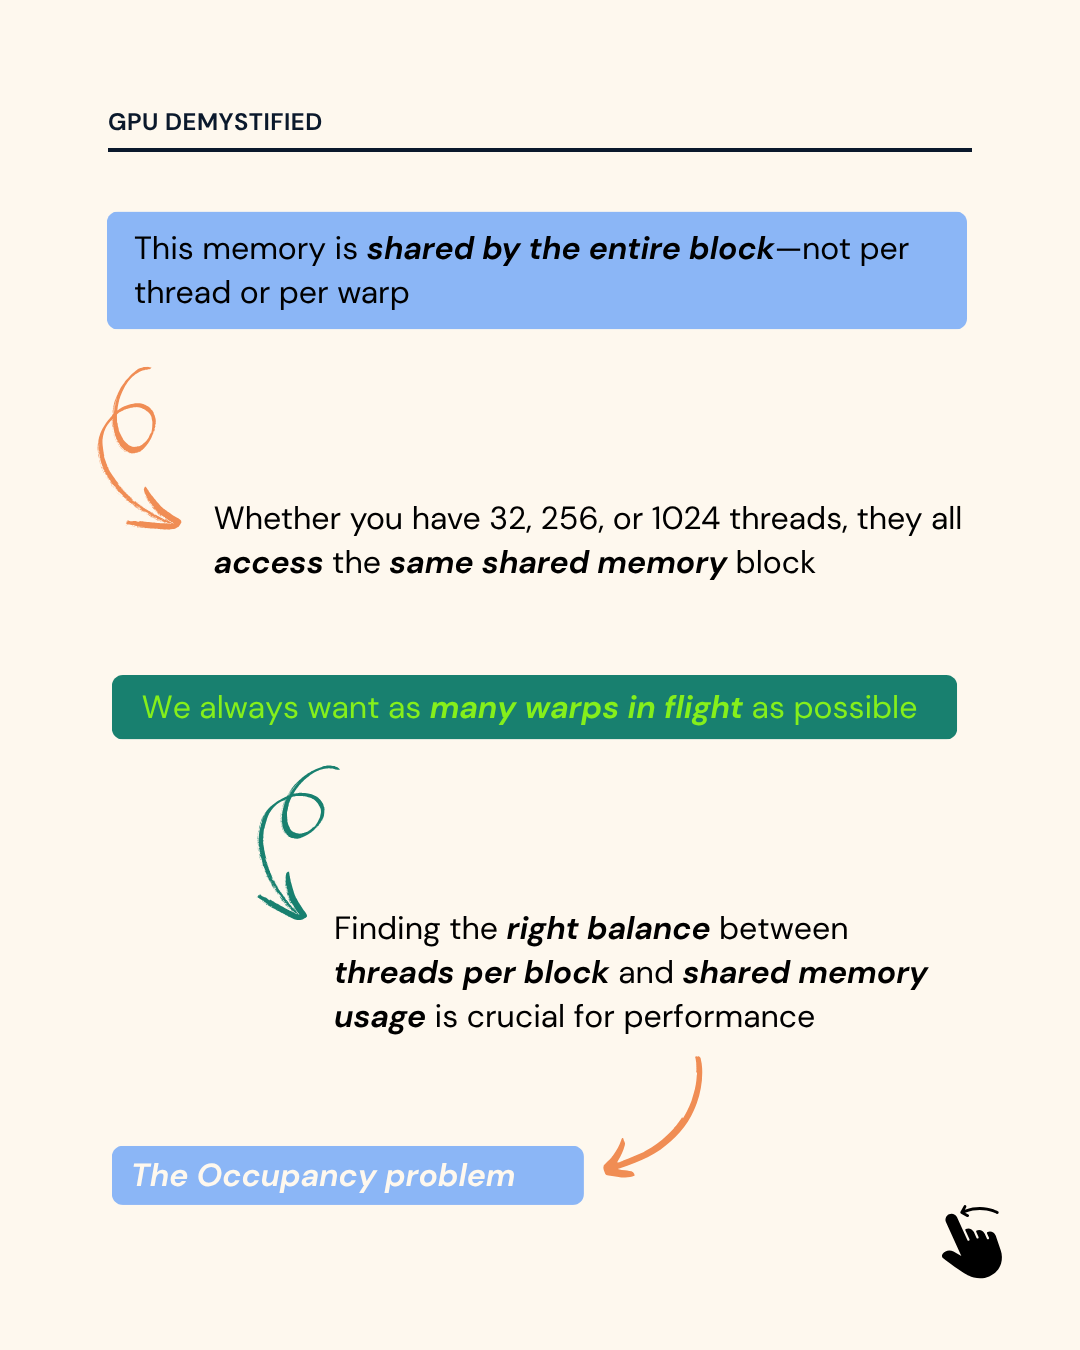 GPU DEMYSTIFIED
This memory is shared by the entire block—not per
thread or per warp
Whether you have 32, 256, or 1024 threads, they all
access the same shared memory block
We always want as many warps in flight as possible
Finding the right balance between
threads per block and shared memory
usage is crucial for performance
The Occupancy problem